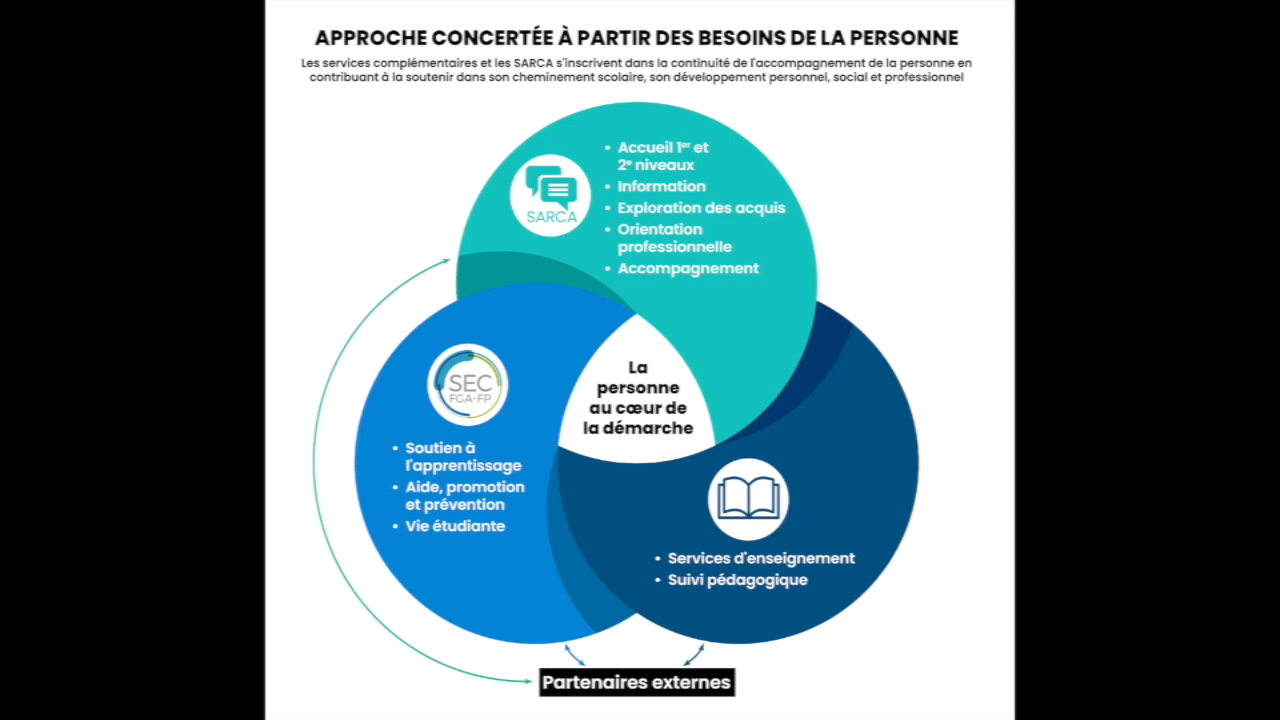 APPROCHE CONCERTÉE À PARTIR DES BESOINS DE LA PERSONNE
Les services complémentaires et les SARCA s'inscrivent dans la continuité de l'accompagnement de la personne en
contribuant à la soutenir dans son cheminement scolaire, son développement personnel, social et professionnel
SARCA
• Accueil 1er et
2e niveaux
• Information
• Exploration des acquis
• Orientation
professionnelle
• Accompagnement
La
personne
au cœur de
la démarche
SEC
FGA-FP
• Soutien à
l'apprentissage
• Aide, promotion
et prévention
• Vie étudiante
• Services d'enseignement
• Suivi pédagogique
Partenaires externes